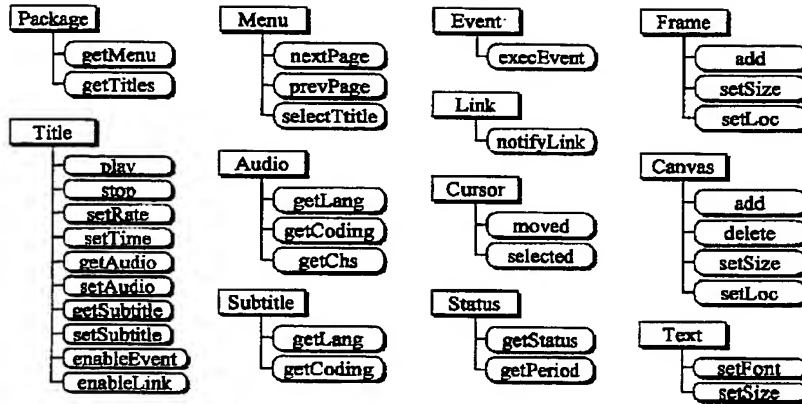 Package
getMenu
getTitles
Title
play
stop
setRate
setTime
getAudio
setAudio
getSubtitle
setSubtitle
enableEvent
enableLink
Menu
nextPage
prevPage
selectTtitle
Audio
getLang
getCoding
getChs
Subtitle
getLang
getCoding
Event
execEvent
Link
notifyLink
Cursor
moved
selected
Status
getStatus
getPeriod
Frame
add
setSize
setLoc
Canvas
add
delete
setSize
setLoc
Text
setFont
setSize